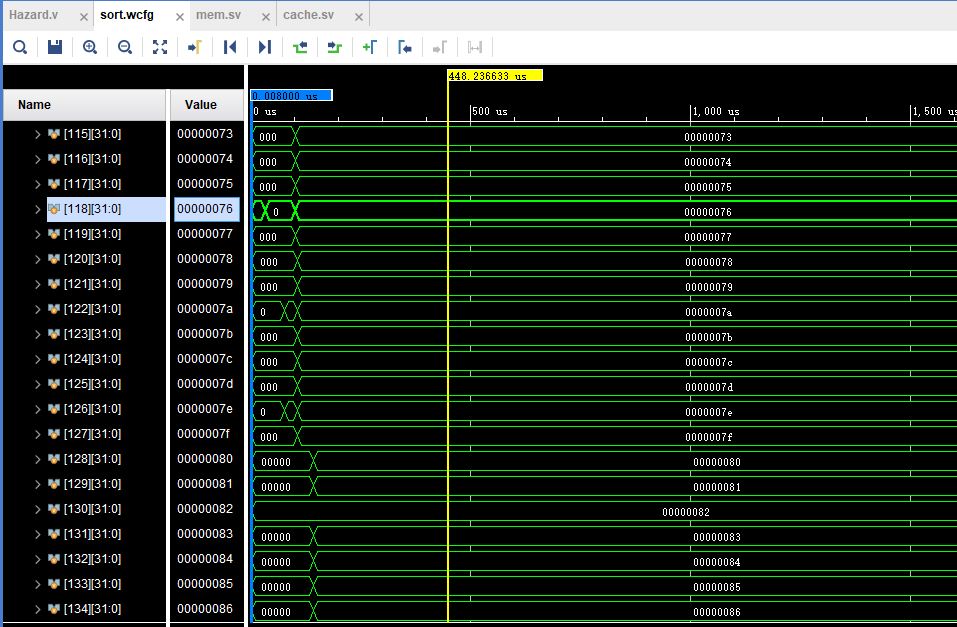 Hazard.v sort.wcfg mem.sv cache.sv
448.236633 us
0.008000 us
0 us 500 us 1,000 us 1,500 us
Name Value
[115][31:0] 00000073 000 00000073
[116][31:0] 00000074 000 00000074
[117][31:0] 00000075 000 00000075
[118][31:0] 00000076 0 00000076
[119][31:0] 00000077 000 00000077
[120][31:0] 00000078 000 00000078
[121][31:0] 00000079 000 00000079
[122][31:0] 0000007a 0 0000007a
[123][31:0] 0000007b 000 0000007b
[124][31:0] 0000007c 000 0000007c
[125][31:0] 0000007d 000 0000007d
[126][31:0] 0000007e 0 0000007e
[127][31:0] 0000007f 000 0000007f
[128][31:0] 00000080 00000 00000080
[129][31:0] 00000081 00000 00000081
[130][31:0] 00000082 00000082
[131][31:0] 00000083 00000 00000083
[132][31:0] 00000084 00000 00000084
[133][31:0] 00000085 00000 00000085
[134][31:0] 00000086 00000 00000086